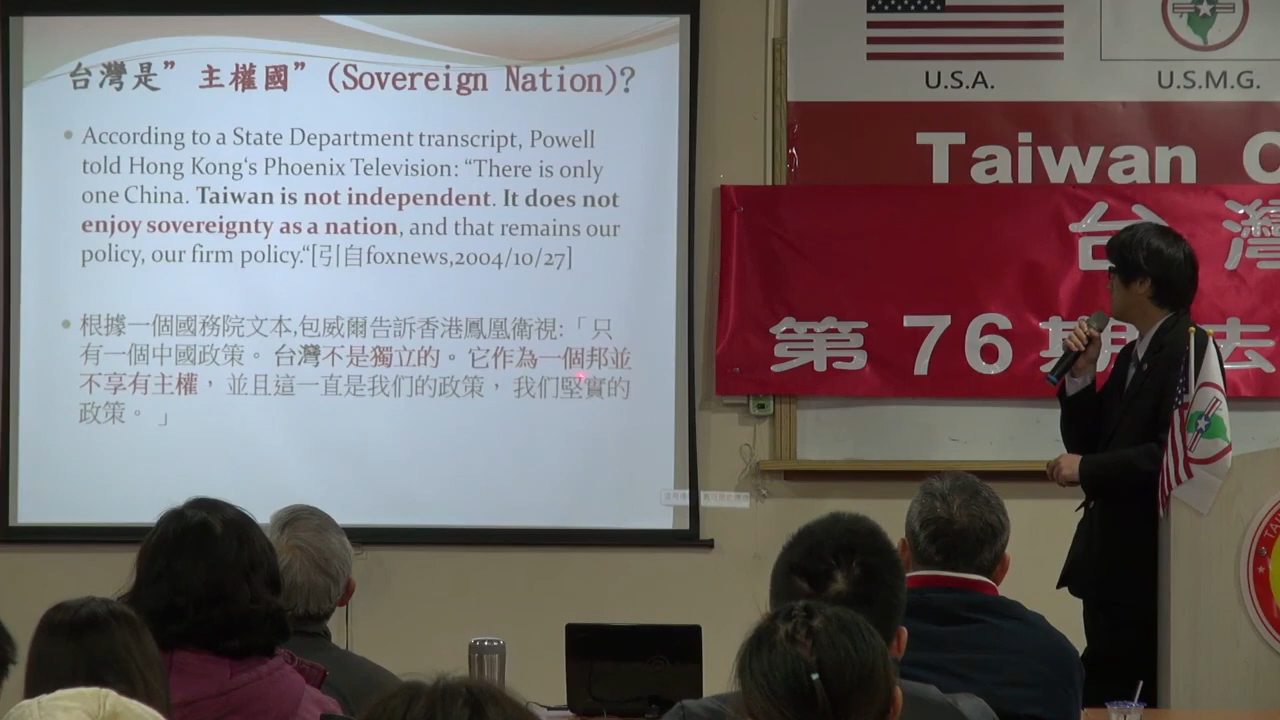 台灣是”主權國”(Sovereign Nation)?
According to a State Department transcript, Powell
told Hong Kong‘s Phoenix Television: “There is only
one China. Taiwan is not independent. It does not
enjoy sovereignty as a nation, and that remains our
policy, our firm policy.“[引自foxnews,2004/10/27]
根據一個國務院文本,包威爾告訴香港鳳凰衛視:「只
有一個中國政策。台灣不是獨立的。它作為一個邦並
不享有主權，並且這一直是我们的政策，我们堅實的
政策。」
U.S.A.
U.S.M.G.
Taiwan C
台灣
第 76 期 法